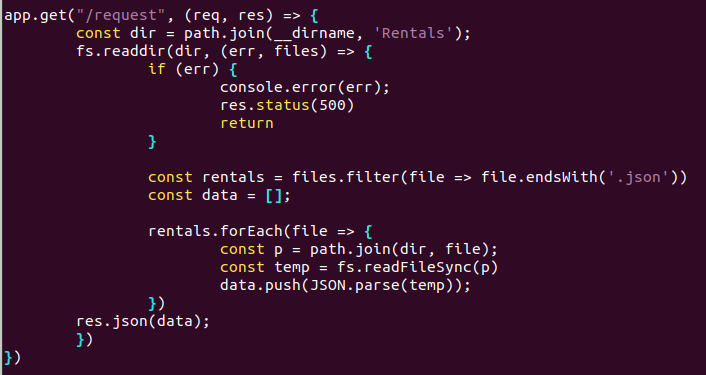 app.get("/request", (req, res) => {
        const dir = path.join(__dirname, 'Rentals');
        fs.readdir(dir, (err, files) => {
                if (err) {
                        console.error(err);
                        res.status(500)
                        return
                }

                const rentals = files.filter(file => file.endsWith('.json'))
                const data = [];

                rentals.forEach(file => {
                        const p = path.join(dir, file);
                        const temp = fs.readFileSync(p)
                        data.push(JSON.parse(temp));
                })
        res.json(data);
        })
})